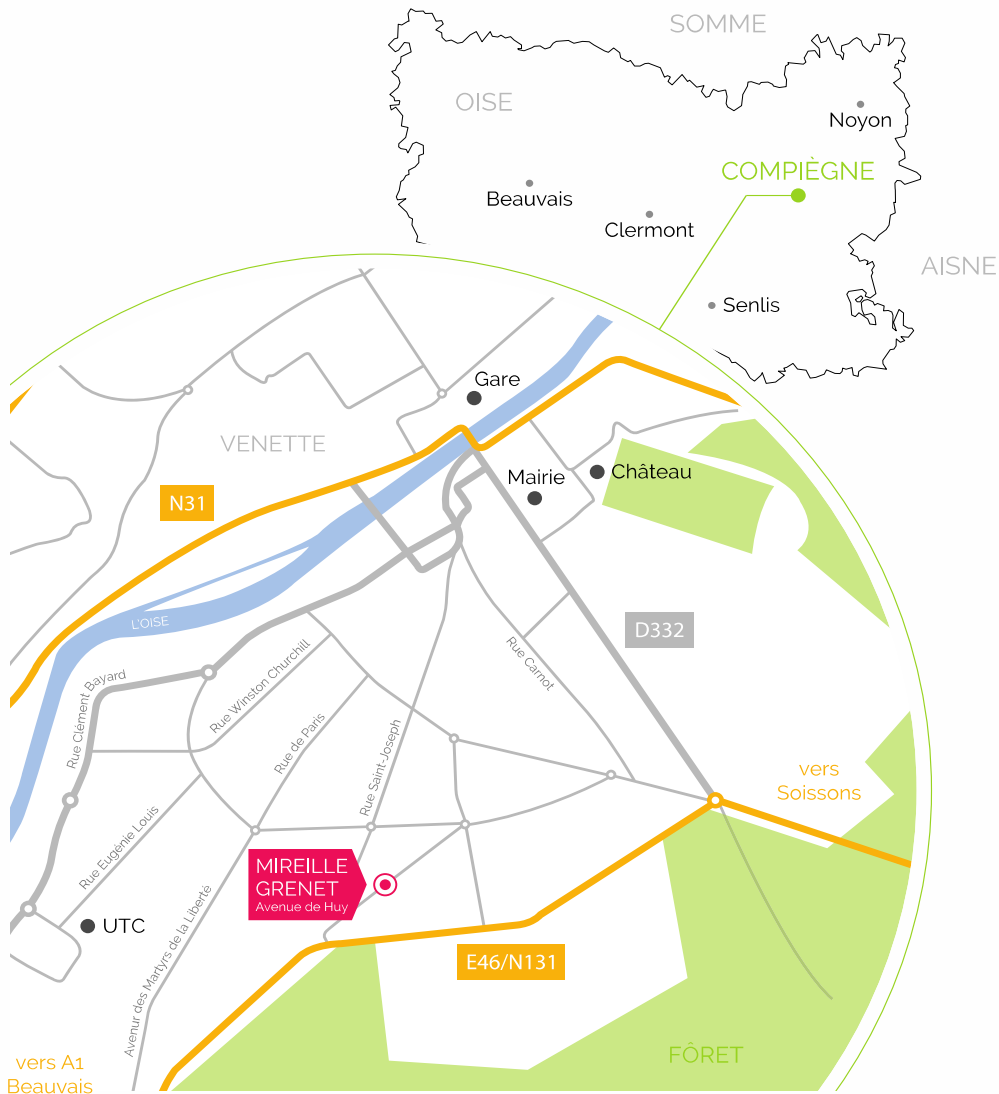 SOMME
OISE
Noyon
COMPIÈGNE
Beauvais
Clermont
AISNE
Senlis
Gare
VENETTE
Mairie
Château
N31
L'OISE
D332
Rue Clément Bayard
Rue Winston Churchill
Rue Carnot
Rue de Paris
Rue Saint-Joseph
vers
Soissons
Rue Eugénie Louis
MIREILLE
GRENET
Avenue de Huy
UTC
Avenur des Martyrs de la Liberté
E46/N131
FÔRET
vers A1
Beauvais